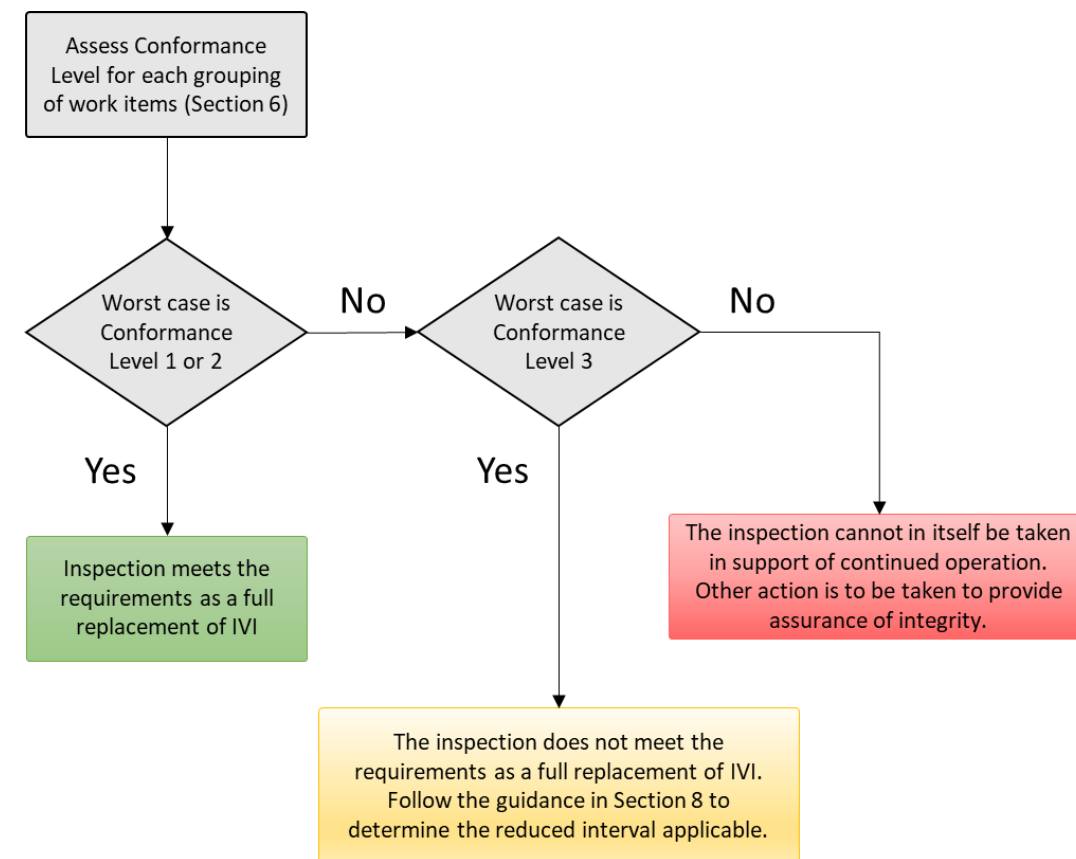 Assess Conformance
Level for each grouping
of work items (Section 6)
Worst case is
Conformance
Level 1 or 2
No
Worst case is
Conformance
Level 3
No
Yes
Yes
Inspection meets the
requirements as a full
replacement of IVI
The inspection cannot in itself be taken
in support of continued operation.
Other action is to be taken to provide
assurance of integrity.
The inspection does not meet the
requirements as a full replacement of IVI.
Follow the guidance in Section 8 to
determine the reduced interval applicable.